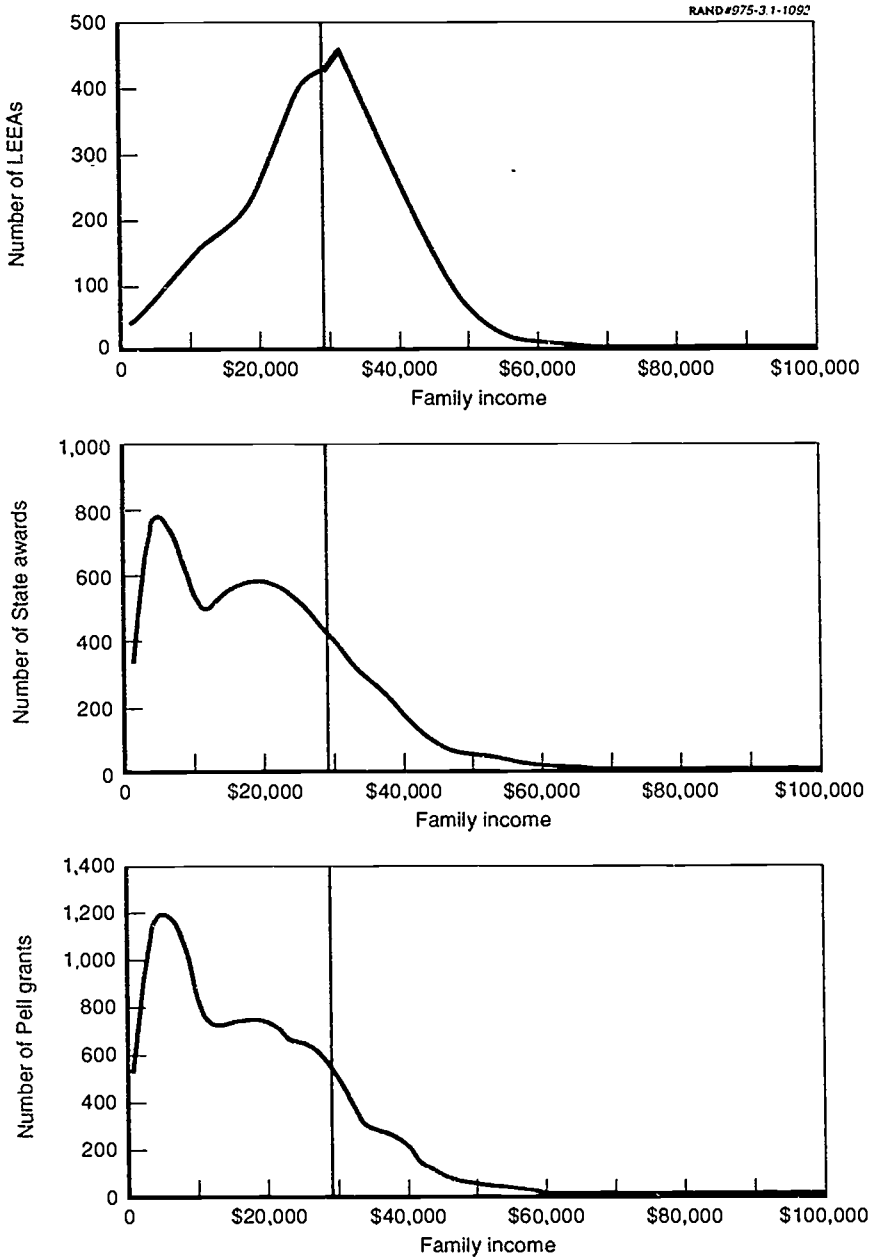 RAND#975-3.1-1092
Number of LEEAs
500
400
300
200
100
0
0 $20,000 $40,000 $60,000 $80,000 $100,000
Family income
Number of State awards
1,000
800
600
400
200
0
0 $20,000 $40,000 $60,000 $80,000 $100,000
Family income
Number of Pell grants
1,400
1,200
1,000
800
600
400
200
0
0 $20,000 $40,000 $60,000 $80,000 $100,000
Family income